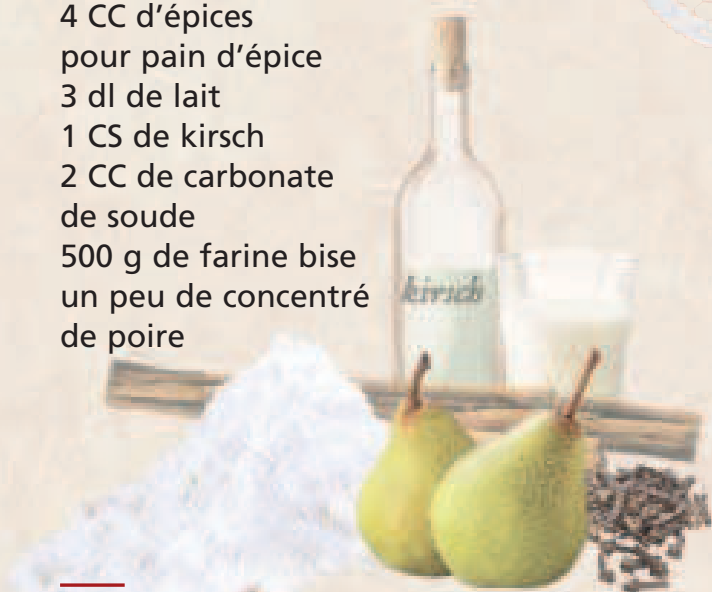 4 CC d’épices
pour pain d’épice
3 dl de lait
1 CS de kirsch
2 CC de carbonate
de soude
500 g de farine bise
un peu de concentré
de poire
kirsch